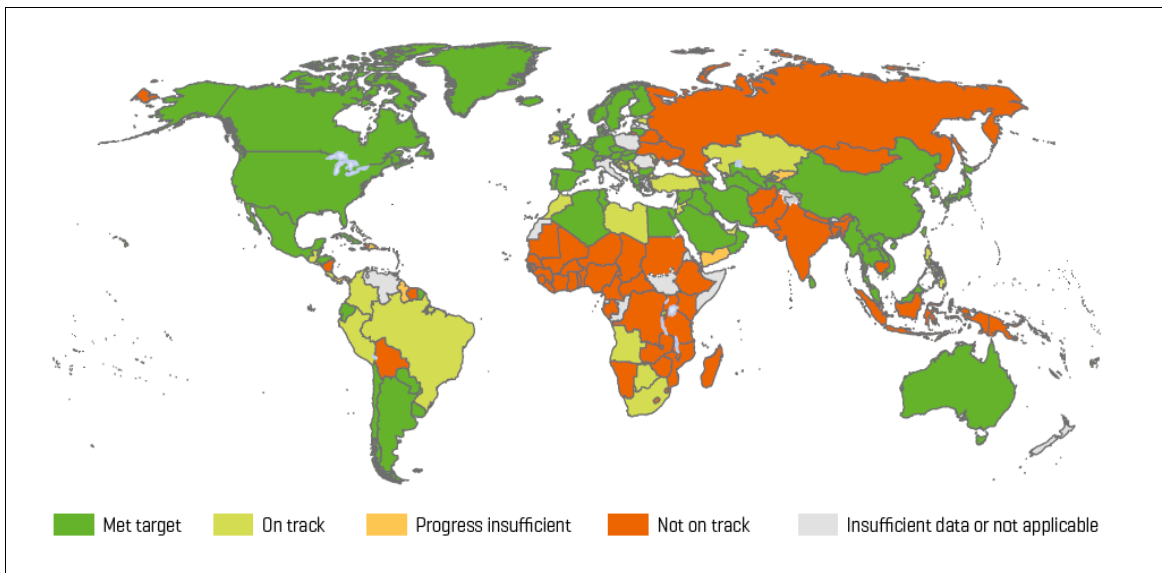 Met target On track Progress insufficient Not on track Insufficient data or not applicable